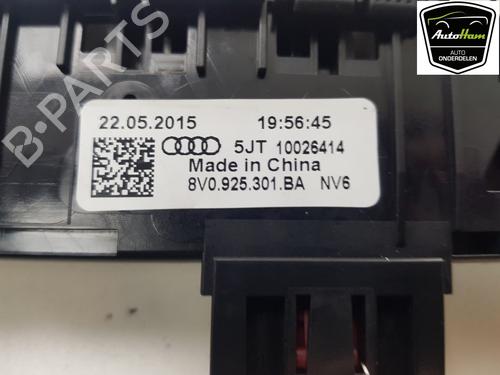 AutoHam
AUTO
ONDERDELEN
B-PARTS
22.05.2015 19:56:45
5JT 10026414
Made in China
8V0.925.301.BA NV6